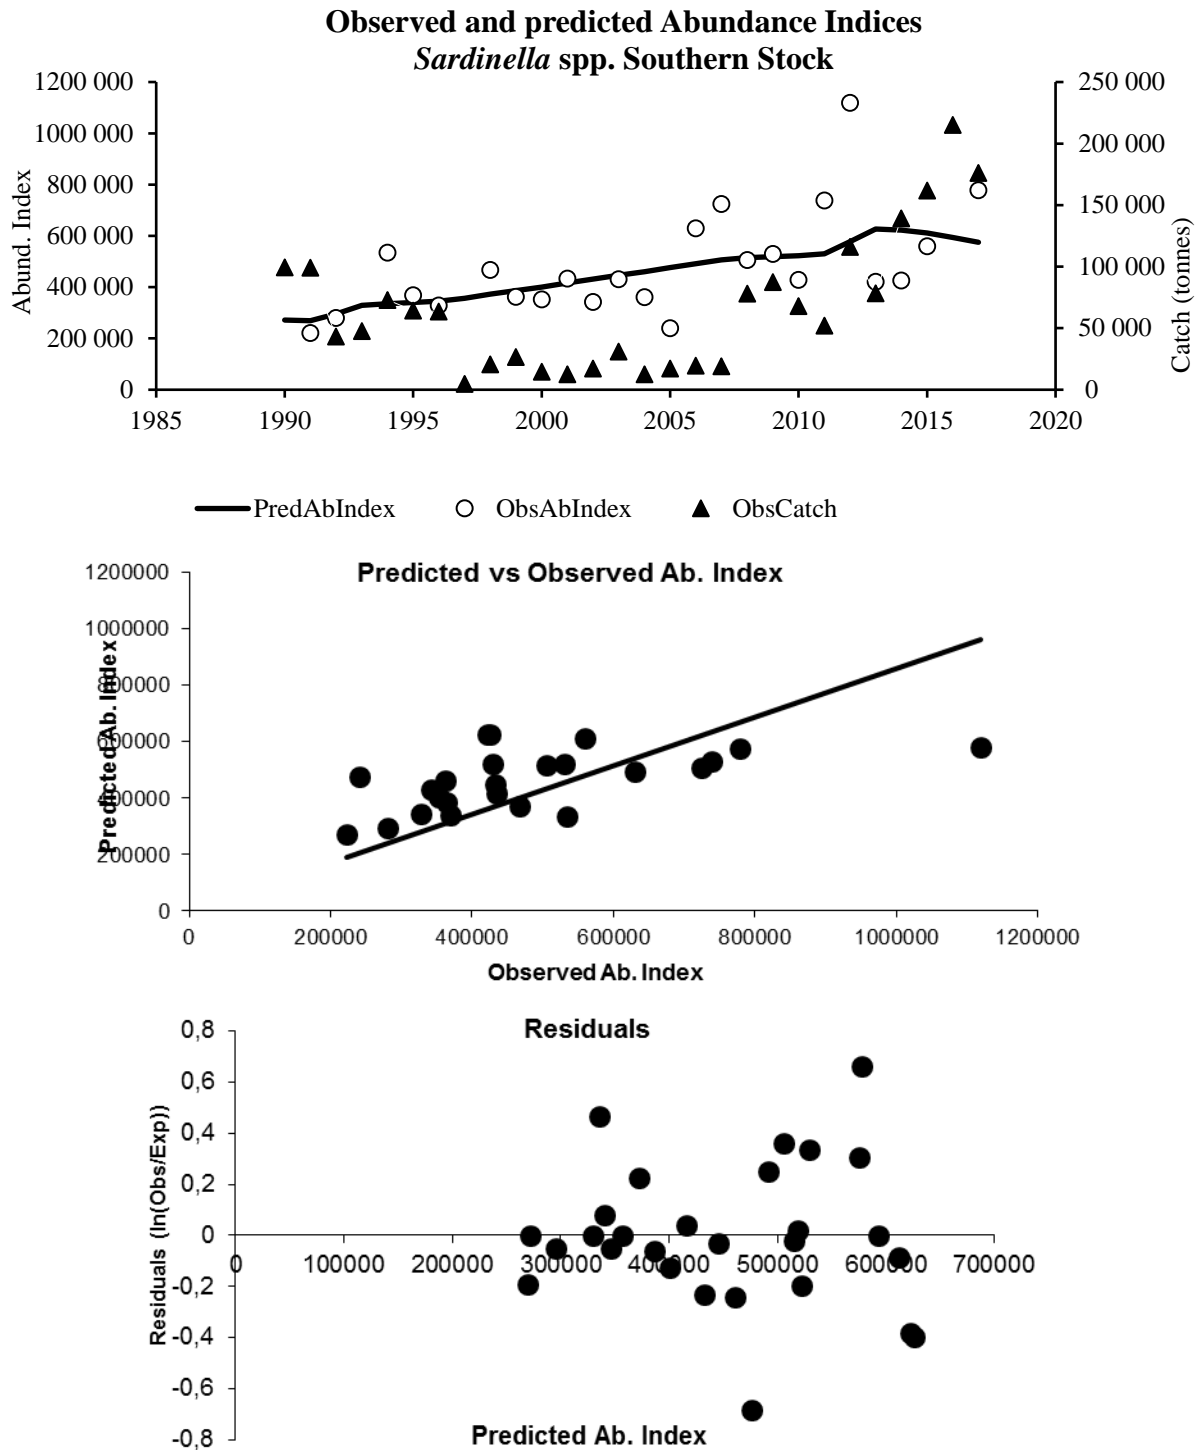 Observed and predicted Abundance Indices
Sardinella spp. Southern Stock
1200 000
1000 000
800 000
600 000
400 000
200 000
0
Abund. Index
250 000
200 000
150 000
100 000
50 000
0
Catch (tonnes)
1985 1990 1995 2000 2005 2010 2015 2020
PredAbIndex ObsAbIndex ObsCatch
Predicted vs Observed Ab. Index
1200000
1000000
800000
600000
400000
200000
0
Predicted Ab. Index
0 200000 400000 600000 800000 1000000 1200000
Observed Ab. Index
Residuals
0,8
0,6
0,4
0,2
0
-0,2
-0,4
-0,6
-0,8
Residuals (ln(Obs/Exp))
0 100000 200000 300000 400000 500000 600000 700000
Predicted Ab. Index